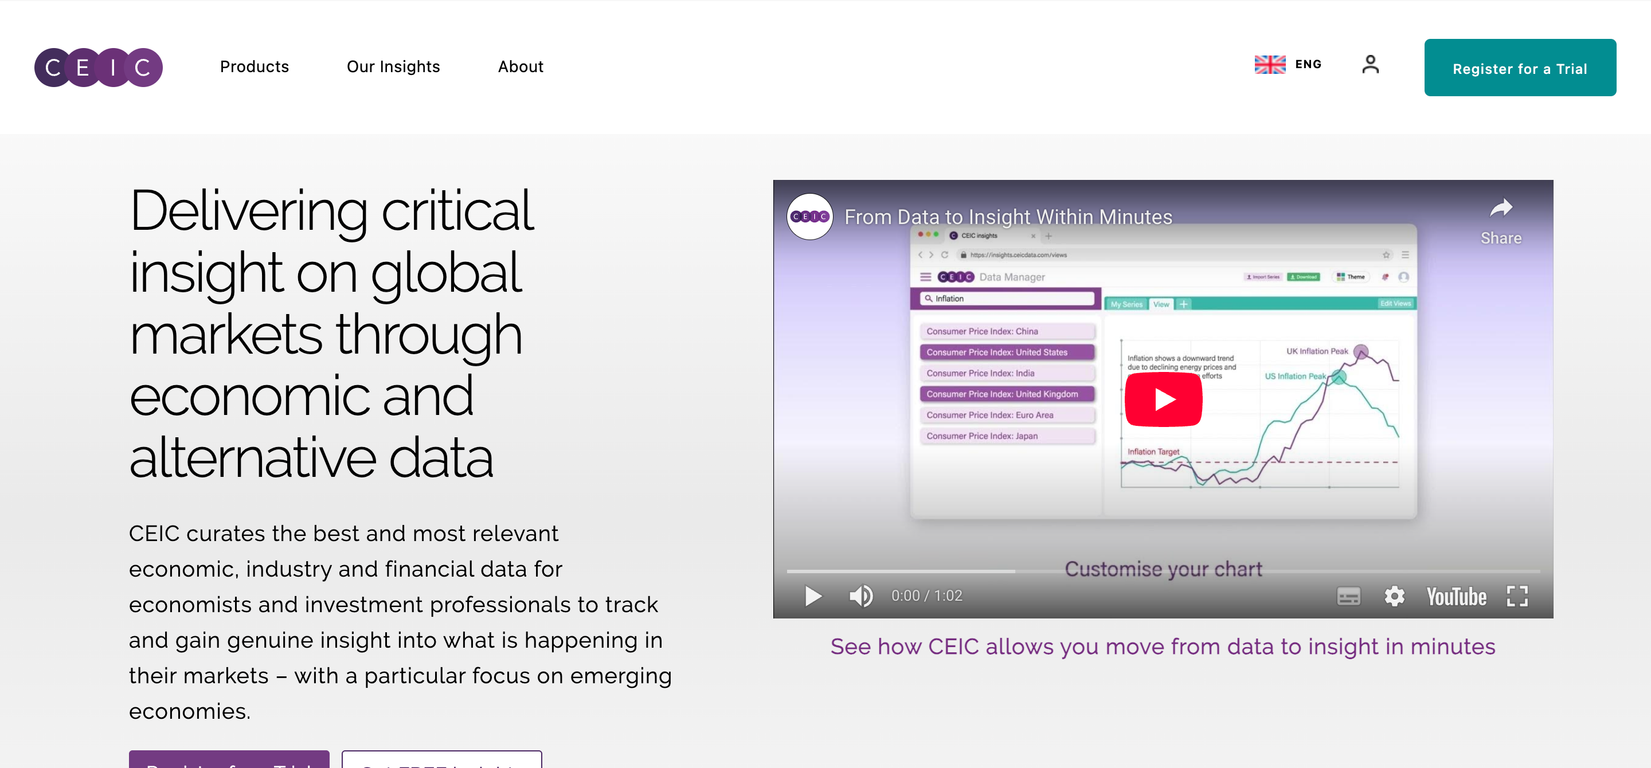 CEIC
Products
Our Insights
About
ENG
Register for a Trial
Delivering critical
insight on global
markets through
economic and
alternative data
CEIC curates the best and most relevant
economic, industry and financial data for
economists and investment professionals to track
and gain genuine insight into what is happening in
their markets – with a particular focus on emerging
economies.
CEIC
From Data to Insight Within Minutes
Share
CEIC insights
https://insights.ceicdata.com/views
CEIC Data Manager
Import Series
Download
Theme
Inflation
My Series
View
Edit Views
Consumer Price Index: China
Consumer Price Index: United States
Consumer Price Index: India
Consumer Price Index: United Kingdom
Consumer Price Index: Euro Area
Consumer Price Index: Japan
Inflation shows a downward trend
due to declining energy prices and
efforts
UK Inflation Peak
US Inflation Peak
Inflation Target
Customise your chart
0:00 / 1:02
YouTube
See how CEIC allows you move from data to insight in minutes